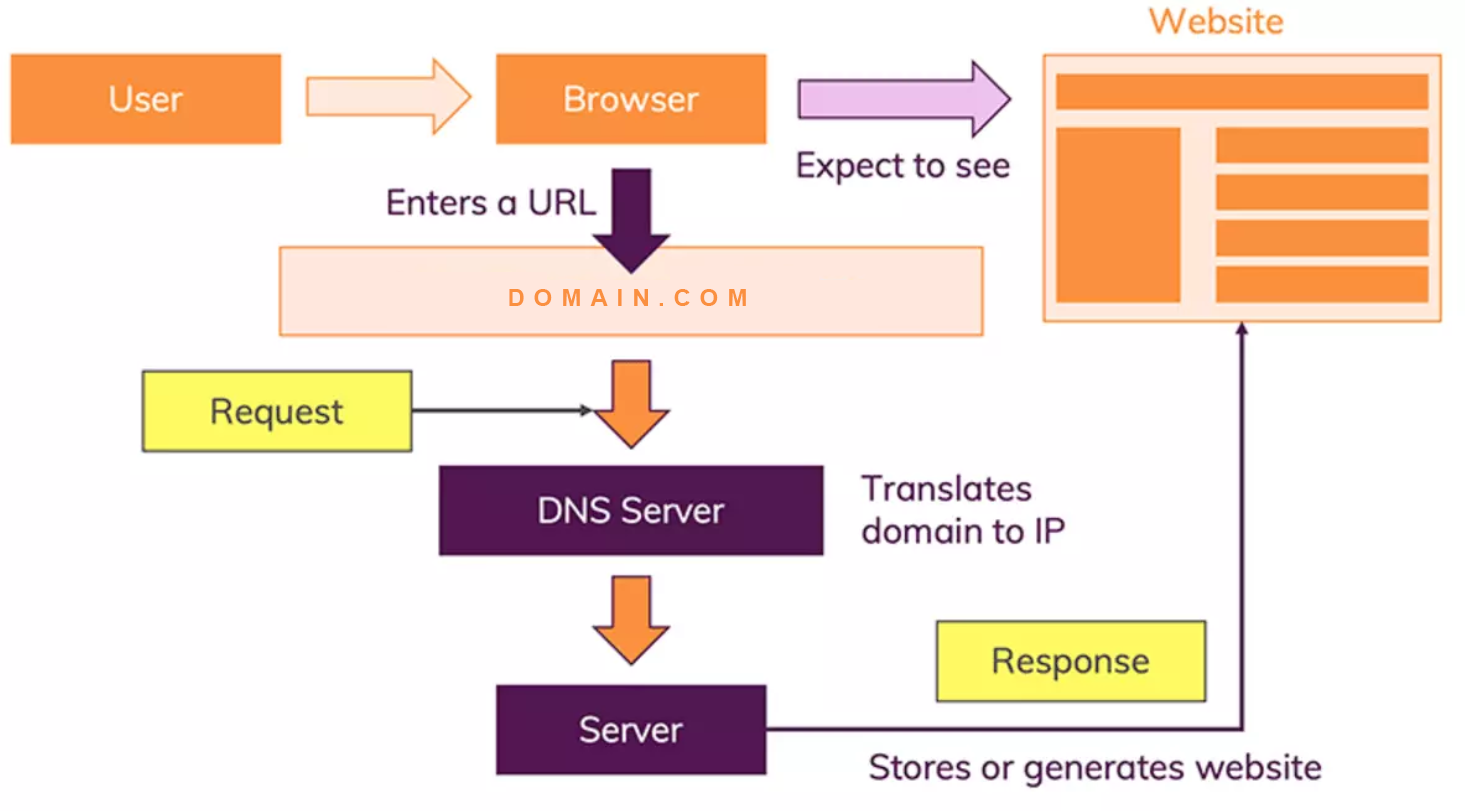 Website
User
Browser
Expect to see
Enters a URL
DOMAIN.COM
Request
DNS Server
Translates
domain to IP
Response
Server
Stores or generates website